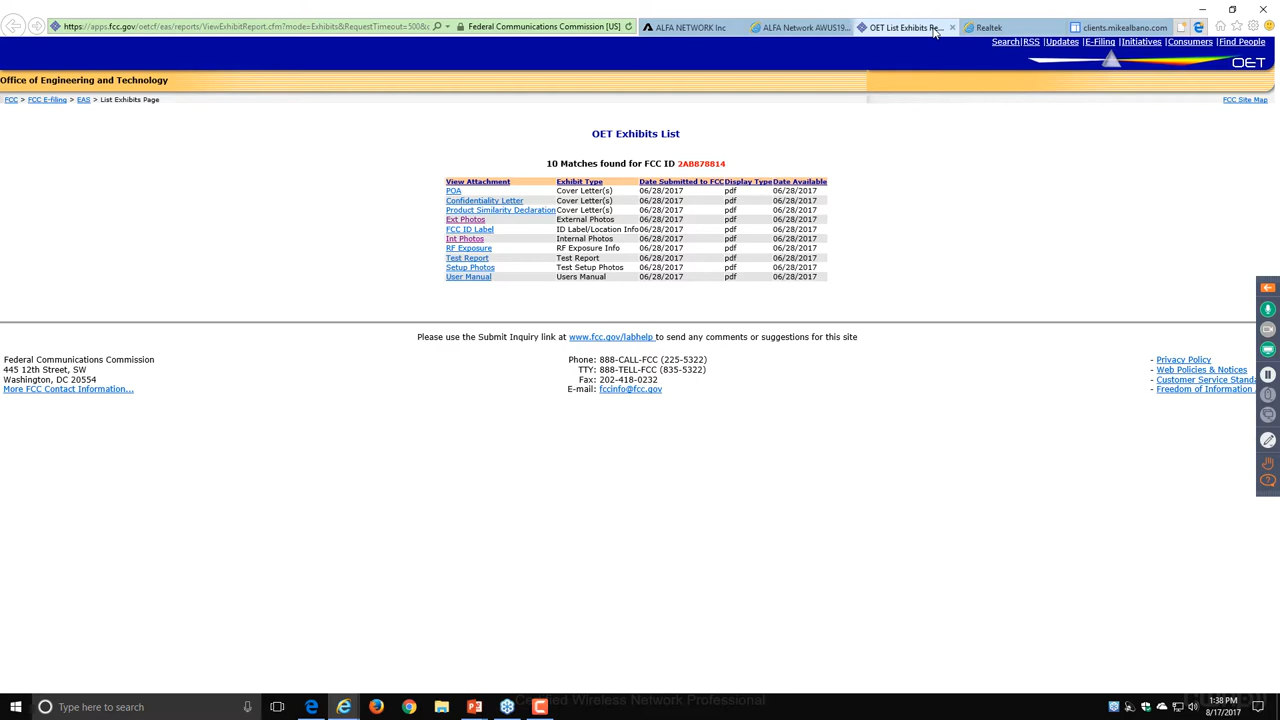 https://apps.fcc.gov/oetcf/eas/reports/ViewExhibitReport.cfm?mode=Exhibits&RequestTimeout=500&c
Federal Communications Commission [US]
ALFA NETWORK Inc
ALFA Network AWUS19...
OET List Exhibits Re...
Realtek
clients.mikealbano.com
Search|RSS |Updates |E-Filing |Initiatives |Consumers |Find People
OET
Office of Engineering and Technology
FCC > FCC E-filing > EAS > List Exhibits Page
FCC Site Map
OET Exhibits List
10 Matches found for FCC ID 2AB878814
View Attachment Exhibit Type Date Submitted to FCC Display Type Date Available
POA Cover Letter(s) 06/28/2017 pdf 06/28/2017
Confidentiality Letter Cover Letter(s) 06/28/2017 pdf 06/28/2017
Product Similarity Declaration Cover Letter(s) 06/28/2017 pdf 06/28/2017
Ext Photos External Photos 06/28/2017 pdf 06/28/2017
FCC ID Label ID Label/Location Info 06/28/2017 pdf 06/28/2017
Int Photos Internal Photos 06/28/2017 pdf 06/28/2017
RF Exposure RF Exposure Info 06/28/2017 pdf 06/28/2017
Test Report Test Report 06/28/2017 pdf 06/28/2017
Setup Photos Test Setup Photos 06/28/2017 pdf 06/28/2017
User Manual Users Manual 06/28/2017 pdf 06/28/2017
Please use the Submit Inquiry link at www.fcc.gov/labhelp to send any comments or suggestions for this site
Federal Communications Commission
445 12th Street, SW
Washington, DC 20554
More FCC Contact Information...
Phone: 888-CALL-FCC (225-5322)
TTY: 888-TELL-FCC (835-5322)
Fax: 202-418-0232
E-mail: fccinfo@fcc.gov
- Privacy Policy
- Web Policies & Notices
- Customer Service Standa
- Freedom of Information
Type here to search
Certified Wireless Network Professional
1:38 PM
8/17/2017